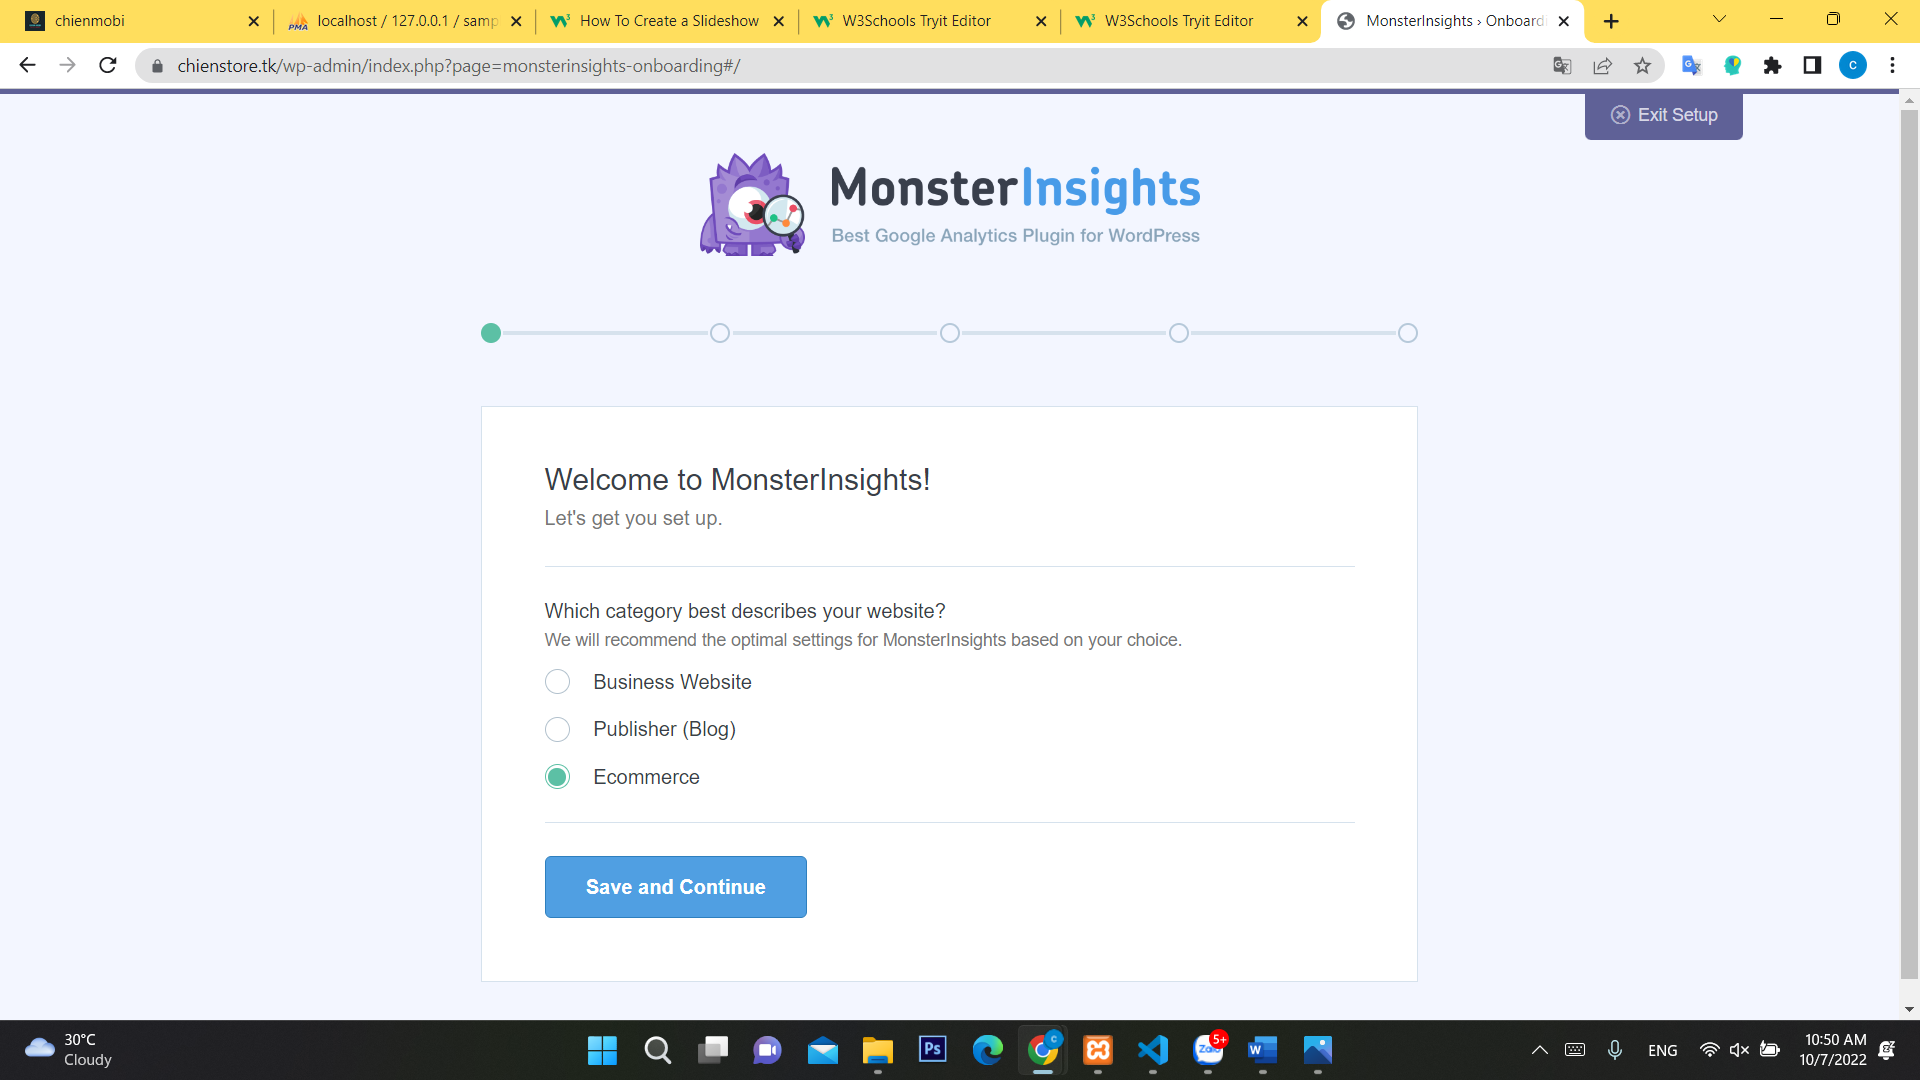 chienmobi
localhost / 127.0.0.1 / samp
How To Create a Slideshow
W3Schools Tryit Editor
W3Schools Tryit Editor
MonsterInsights › Onboardi
chienstore.tk/wp-admin/index.php?page=monsterinsights-onboarding#/
Exit Setup
MonsterInsights
Best Google Analytics Plugin for WordPress
Welcome to MonsterInsights!
Let's get you set up.
Which category best describes your website?
We will recommend the optimal settings for MonsterInsights based on your choice.
Business Website
Publisher (Blog)
Ecommerce
Save and Continue
30°C
Cloudy
Ps
5+
Zalo
ENG
10:50 AM
10/7/2022